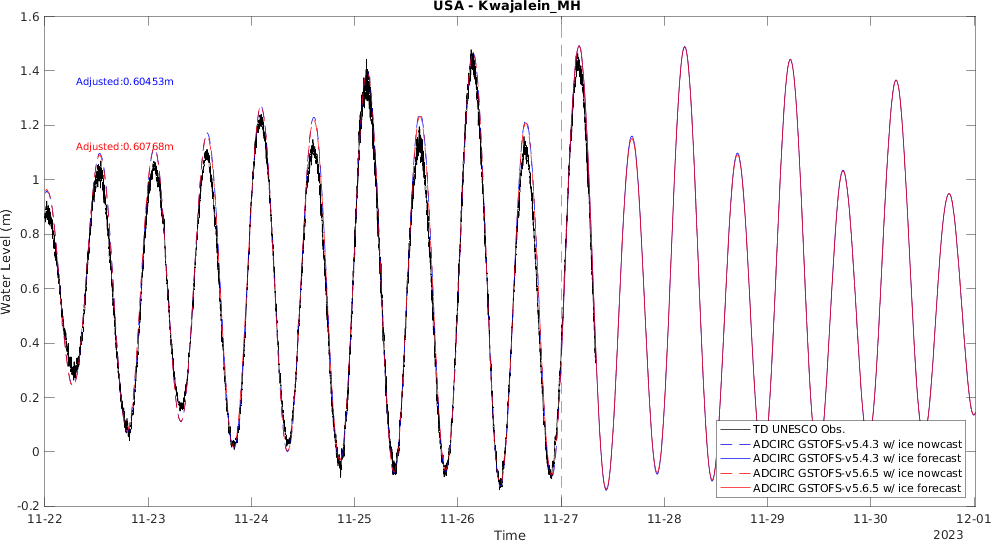 USA - Kwajalein_MH
1.6
1.4
1.2
1
0.8
0.6
0.4
0.2
0
-0.2
Water Level (m)
Adjusted:0.60453m
Adjusted:0.60768m
TD UNESCO Obs.
ADCIRC GSTOFS-v5.4.3 w/ ice nowcast
ADCIRC GSTOFS-v5.4.3 w/ ice forecast
ADCIRC GSTOFS-v5.6.5 w/ ice nowcast
ADCIRC GSTOFS-v5.6.5 w/ ice forecast
11-22 11-23 11-24 11-25 11-26 11-27 11-28 11-29 11-30 12-01
Time
2023